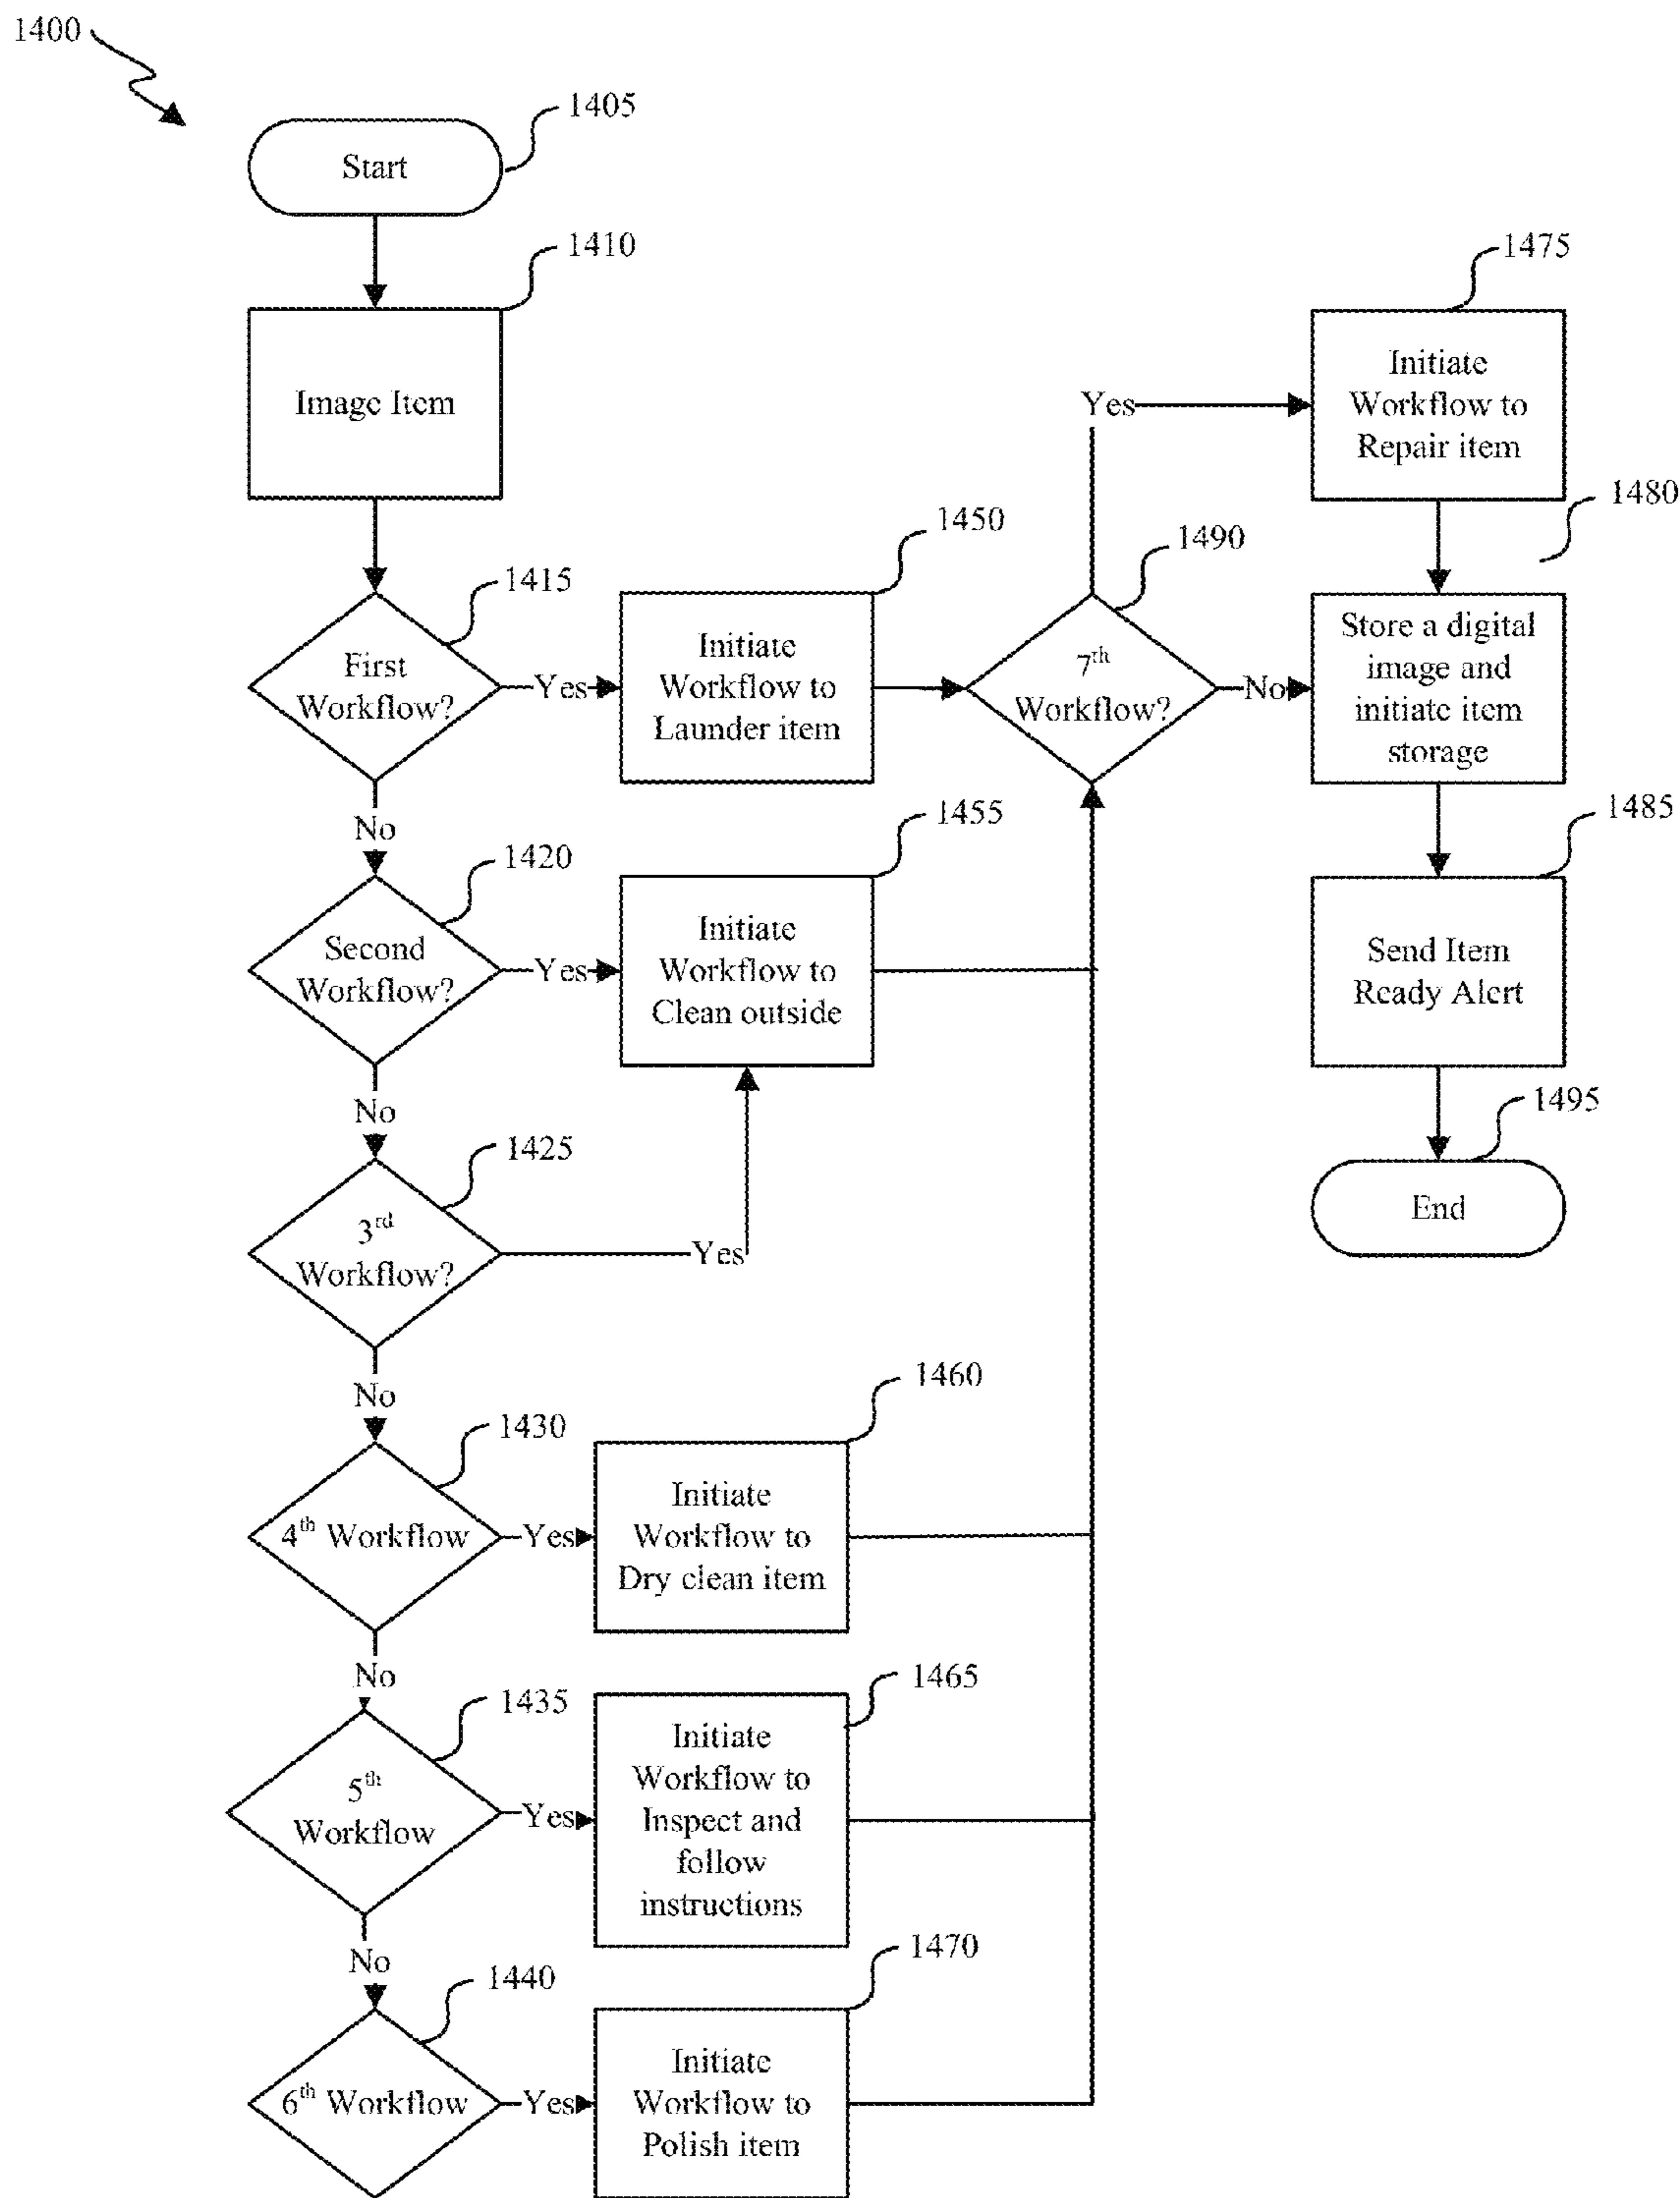 1400
1405
Start
1410
Image Item
1415
First
Workflow?
Yes
1450
Initiate
Workflow to
Launder item
1490
7th
Workflow?
Yes
1475
Initiate
Workflow to
Repair item
1480
No
Store a digital
image and
initiate item
storage
1485
Send Item
Ready Alert
1495
End
No
1420
Second
Workflow?
Yes
1455
Initiate
Workflow to
Clean outside
No
1425
3rd
Workflow?
Yes
No
1430
4th Workflow
Yes
1460
Initiate
Workflow to
Dry clean item
No
1435
5th
Workflow
Yes
1465
Initiate
Workflow to
Inspect and
follow
instructions
No
1440
6th Workflow
Yes
1470
Initiate
Workflow to
Polish item